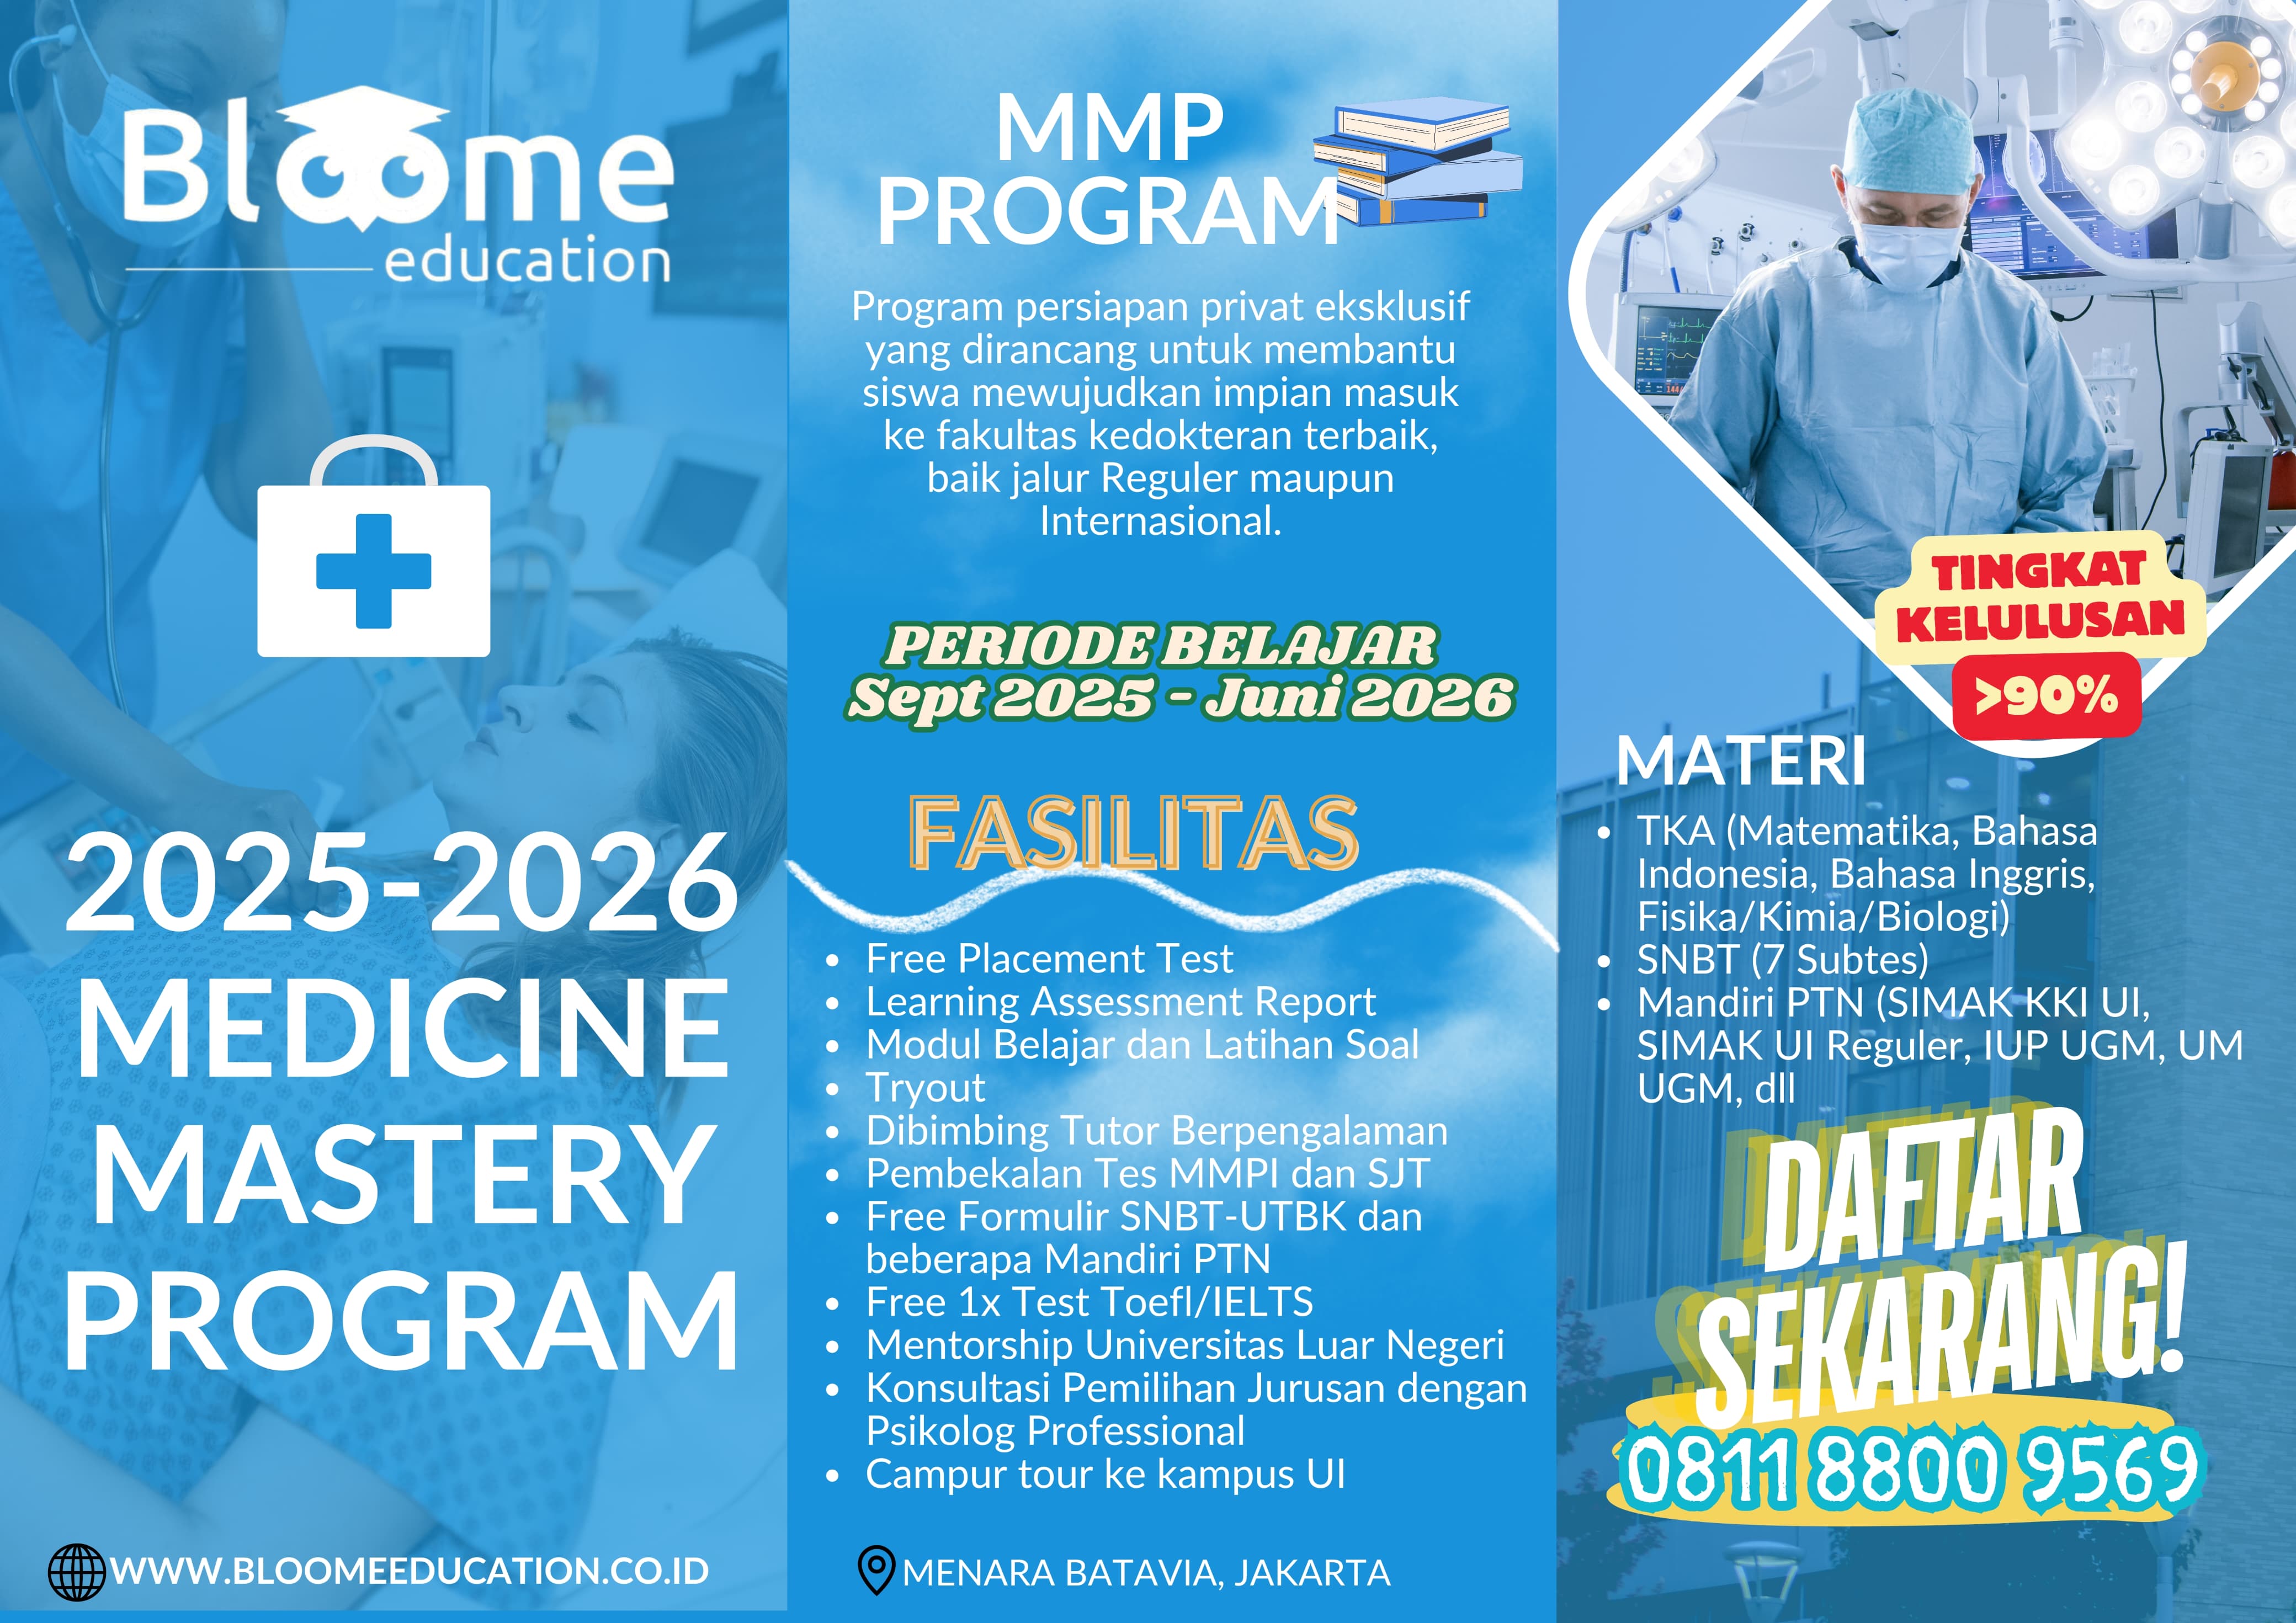 Bloome
education
2025-2026
MEDICINE
MASTERY
PROGRAM
WWW.BLOOMEEDUCATION.CO.ID
MMP
PROGRAM
Program persiapan privat eksklusif
yang dirancang untuk membantu
siswa mewujudkan impian masuk
ke fakultas kedokteran terbaik,
baik jalur Reguler maupun
Internasional.
PERIODE BELAJAR
Sept 2025 - Juni 2026
FASILITAS
• Free Placement Test
• Learning Assessment Report
• Modul Belajar dan Latihan Soal
• Tryout
• Dibimbing Tutor Berpengalaman
• Pembekalan Tes MMPI dan SJT
• Free Formulir SNBT-UTBK dan
beberapa Mandiri PTN
• Free 1x Test Toefl/IELTS
• Mentorship Universitas Luar Negeri
• Konsultasi Pemilihan Jurusan dengan
Psikolog Professional
• Campur tour ke kampus UI
MENARA BATAVIA, JAKARTA
TINGKAT
KELULUSAN
>90%
MATERI
• TKA (Matematika, Bahasa
Indonesia, Bahasa Inggris,
Fisika/Kimia/Biologi)
• SNBT (7 Subtes)
• Mandiri PTN (SIMAK KKI UI,
SIMAK UI Reguler, IUP UGM, UM
UGM, dll
DAFTAR
SEKARANG!
0811 8800 9569